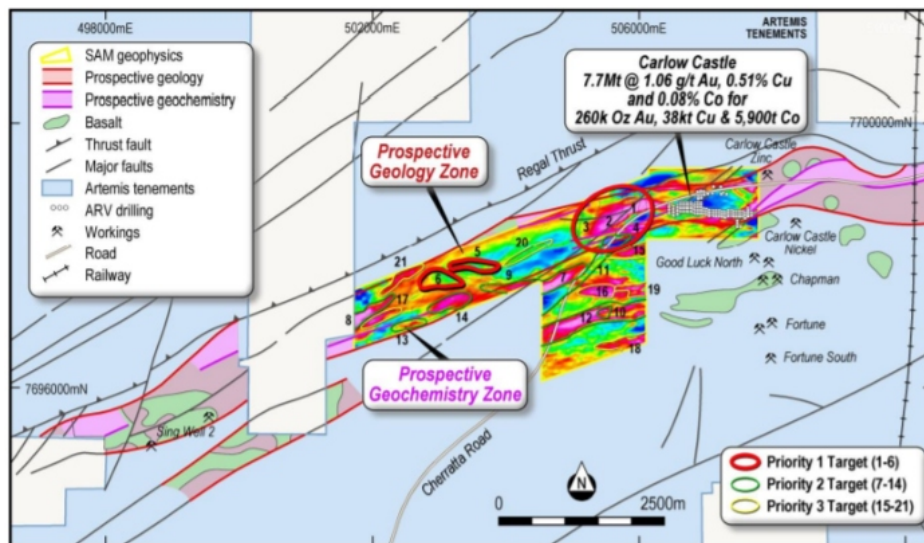 498000mE
502000mE
506000mE
ARTEMIS
TENEMENTS
SAM geophysics
Prospective geology
Prospective geochemistry
Basalt
Thrust fault
Major faults
Artemis tenements
ARV drilling
Workings
Road
Railway
Carlow Castle
7.7Mt @ 1.06 g/t Au, 0.51% Cu
and 0.08% Co for
260k Oz Au, 38kt Cu & 5,900t Co
7700000mN
Carlow Castle
Zinc
Prospective
Geology Zone
Regal Thrust
1
2
3
4
5
20
15
21
6
9
7
11
17
16
19
8
14
12
10
13
18
Carlow Castle
Nickel
Good Luck North
Chapman
Fortune
Fortune South
7696000mN
Prospective
Geochemistry Zone
Sing Well 2
Cherratta Road
N
0
2500m
Priority 1 Target (1-6)
Priority 2 Target (7-14)
Priority 3 Target (15-21)